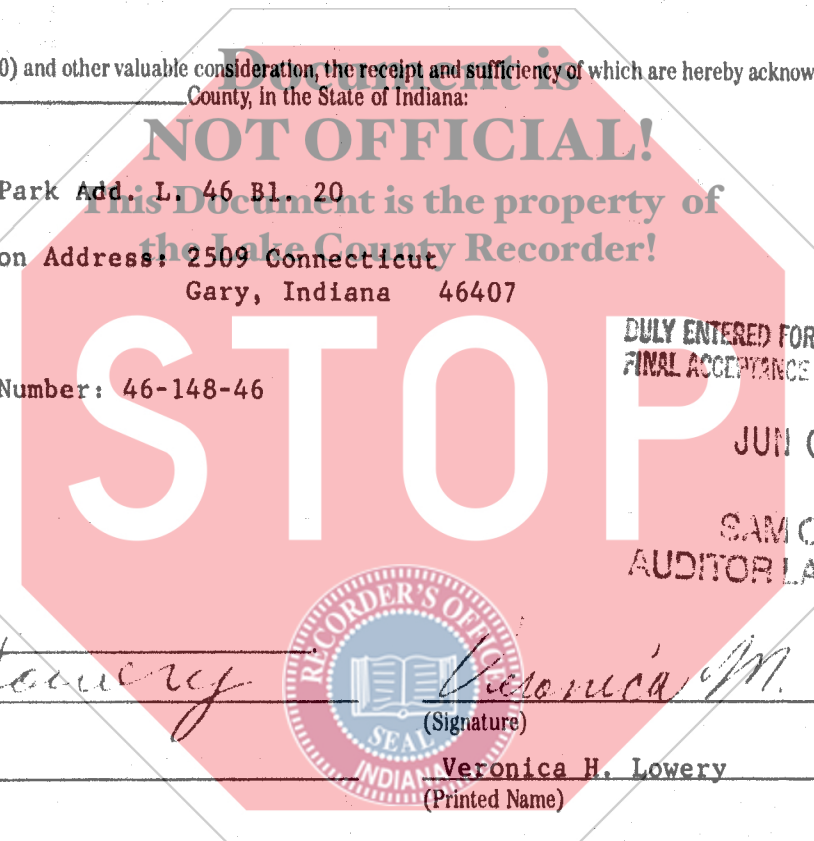 Document is
0) and other valuable consideration, the receipt and sufficiency of which are hereby acknow
County, in the State of Indiana:
NOT OFFICIAL!
Park Add. L. 46 Bl. 20
This Document is the property of
on Address: 2509 Connecticut
the Lake County Recorder!
Gary, Indiana 46407
DULY ENTERED FOR
FINAL ACCEPTANCE
Number: 46-148-46
STOP
JUN
SAM
AUDITOR LA
RECORDER'S OFFICE
Veronica M.
(Signature)
SEAL
INDIANA
Veronica H. Lowery
(Printed Name)